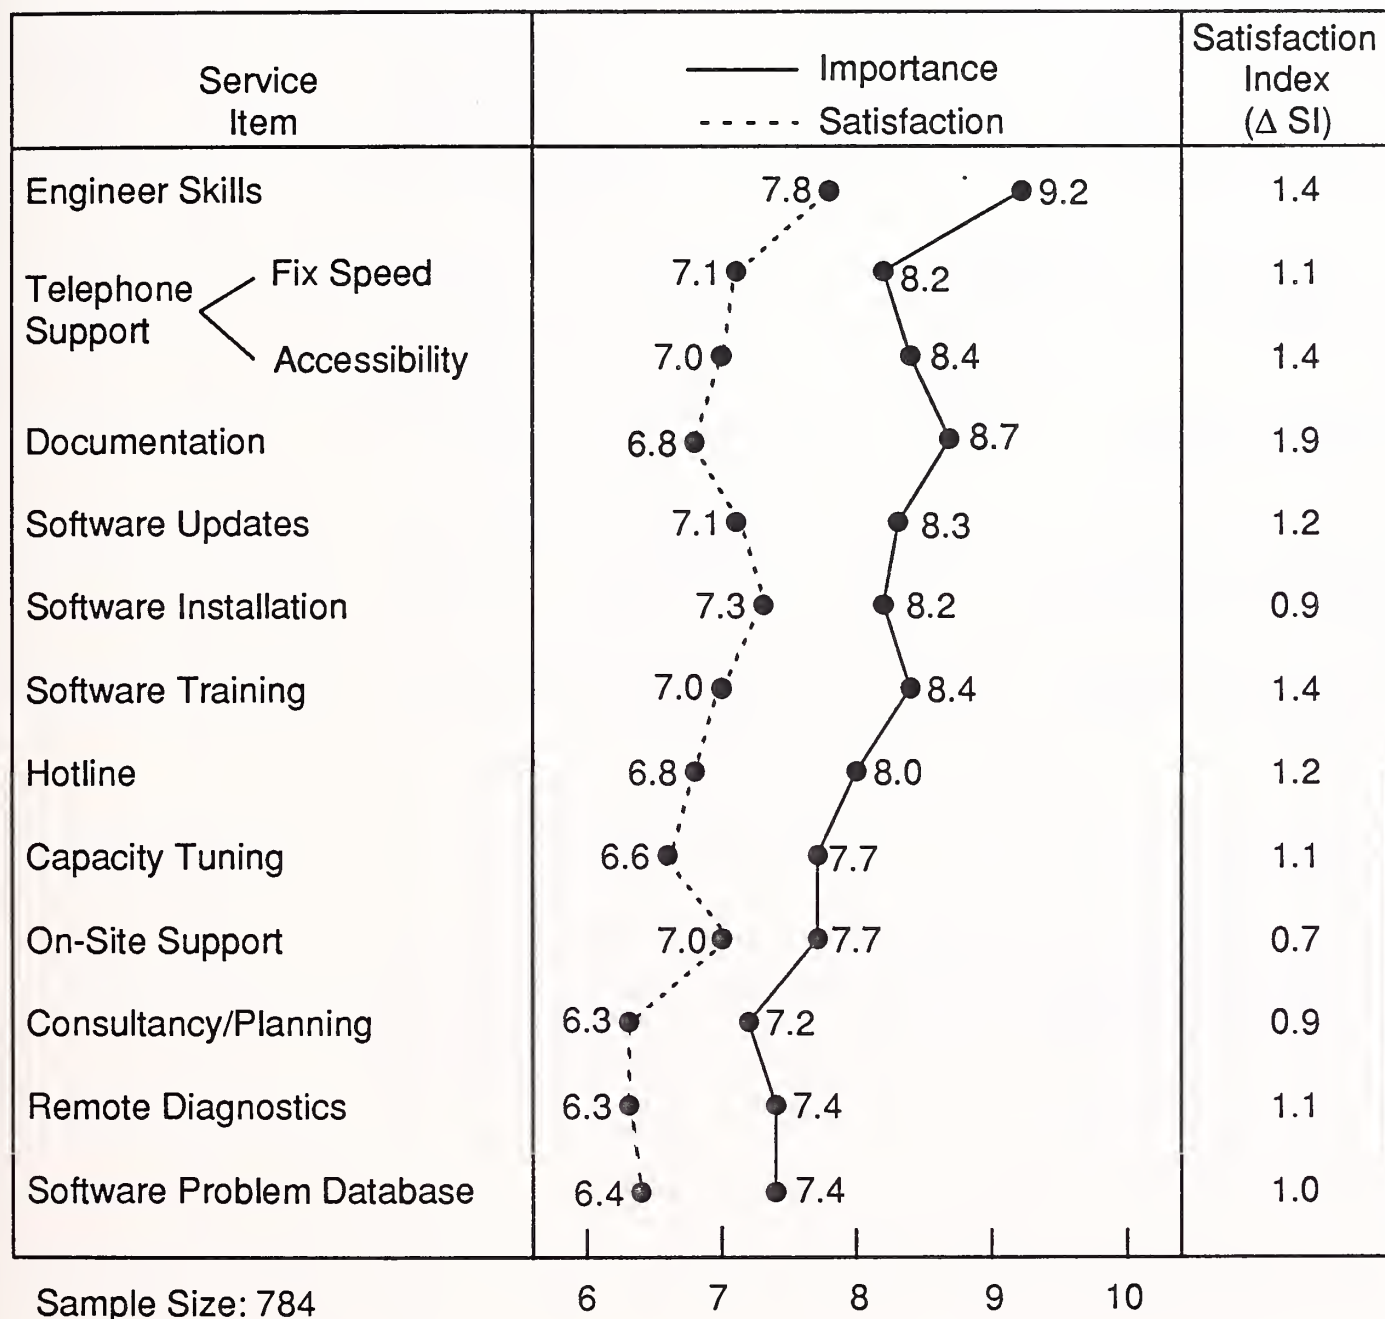 Service
Item
Importance
Satisfaction
Satisfaction
Index
(Δ SI)
Engineer Skills 7.8 9.2 1.4
Telephone
Support
Fix Speed 7.1 8.2 1.1
Accessibility 7.0 8.4 1.4
Documentation 6.8 8.7 1.9
Software Updates 7.1 8.3 1.2
Software Installation 7.3 8.2 0.9
Software Training 7.0 8.4 1.4
Hotline 6.8 8.0 1.2
Capacity Tuning 6.6 7.7 1.1
On-Site Support 7.0 7.7 0.7
Consultancy/Planning 6.3 7.2 0.9
Remote Diagnostics 6.3 7.4 1.1
Software Problem Database 6.4 7.4 1.0
Sample Size: 784 6 7 8 9 10